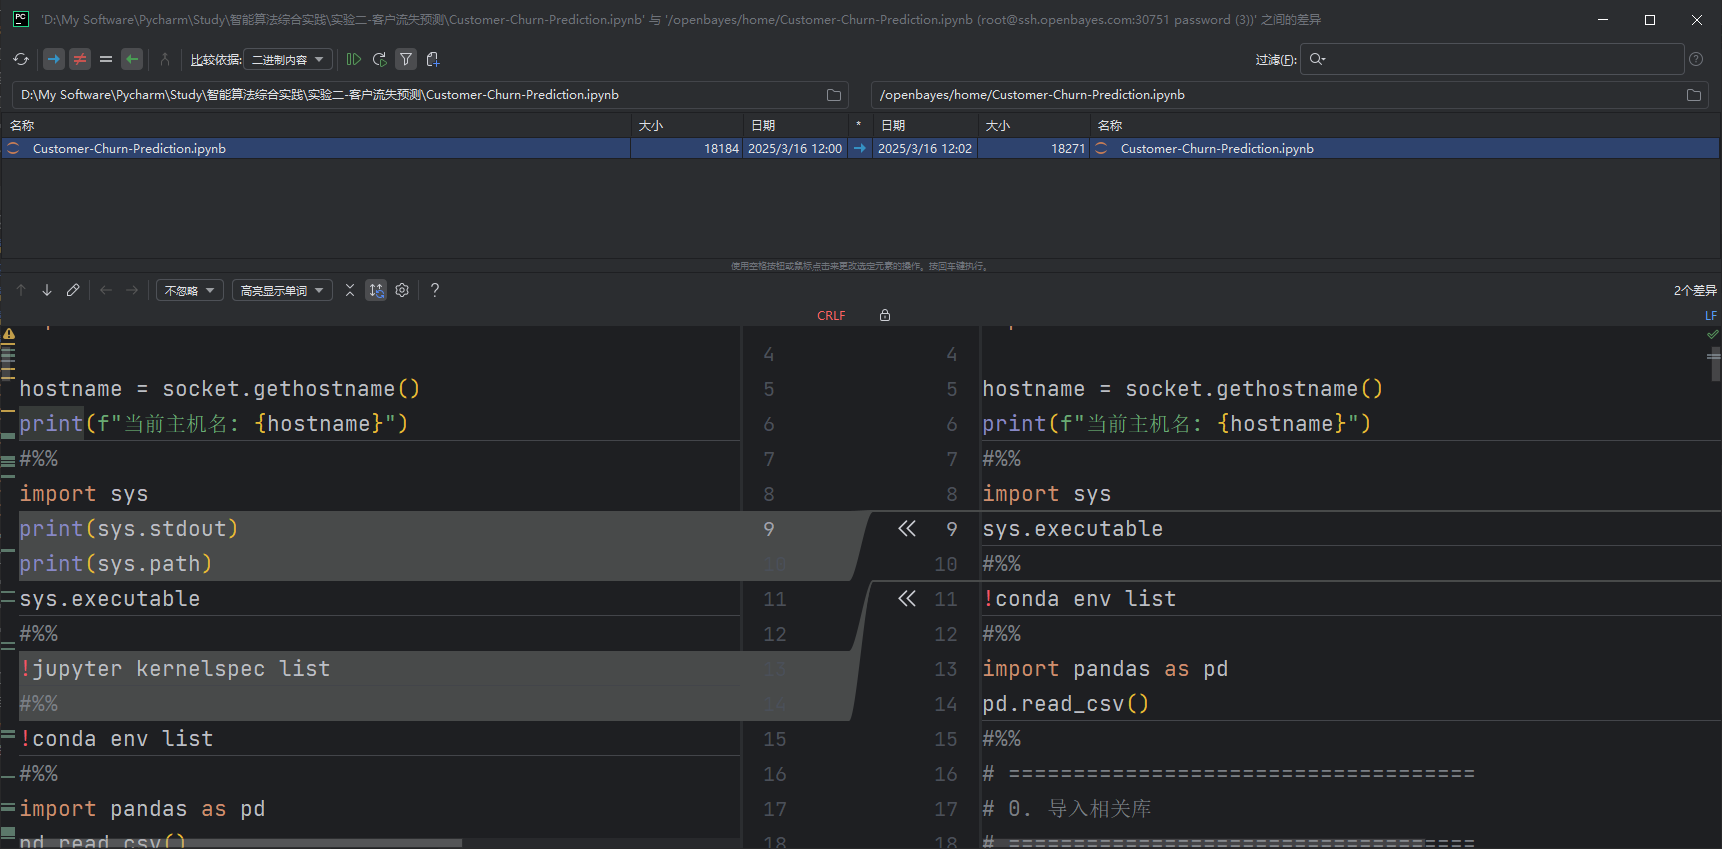 PC 'D:\My Software\Pycharm\Study\智能算法综合实践\实验二-客户流失预测\Customer-Churn-Prediction.ipynb' 与 '/openbayes/home/Customer-Churn-Prediction.ipynb (root@ssh.openbayes.com:30751 password (3))' 之间的差异
比较依据: 二进制内容 过滤(F):
D:\My Software\Pycharm\Study\智能算法综合实践\实验二-客户流失预测\Customer-Churn-Prediction.ipynb /openbayes/home/Customer-Churn-Prediction.ipynb
名称 大小 日期 * 日期 大小 名称
Customer-Churn-Prediction.ipynb 18184 2025/3/16 12:00 2025/3/16 12:02 18271 Customer-Churn-Prediction.ipynb
使用空格按钮或鼠标点击来更改选定元素的操作。按回车键执行。
不忽略 高亮显示单词 ? 2个差异
CRLF LF
4 4
hostname = socket.gethostname() 5 5 hostname = socket.gethostname()
print(f"当前主机名: {hostname}") 6 6 print(f"当前主机名: {hostname}")
#%% 7 7 #%%
import sys 8 8 import sys
print(sys.stdout) 9 9 sys.executable
print(sys.path) 10 10 #%%
sys.executable 11 11 !conda env list
#%% 12 12 #%%
!jupyter kernelspec list 13 13 import pandas as pd
#%% 14 14 pd.read_csv()
!conda env list 15 15 #%%
#%% 16 16 # ====================================
import pandas as pd 17 17 # 0. 导入相关库
pd.read_csv() 18 18 # ====================================